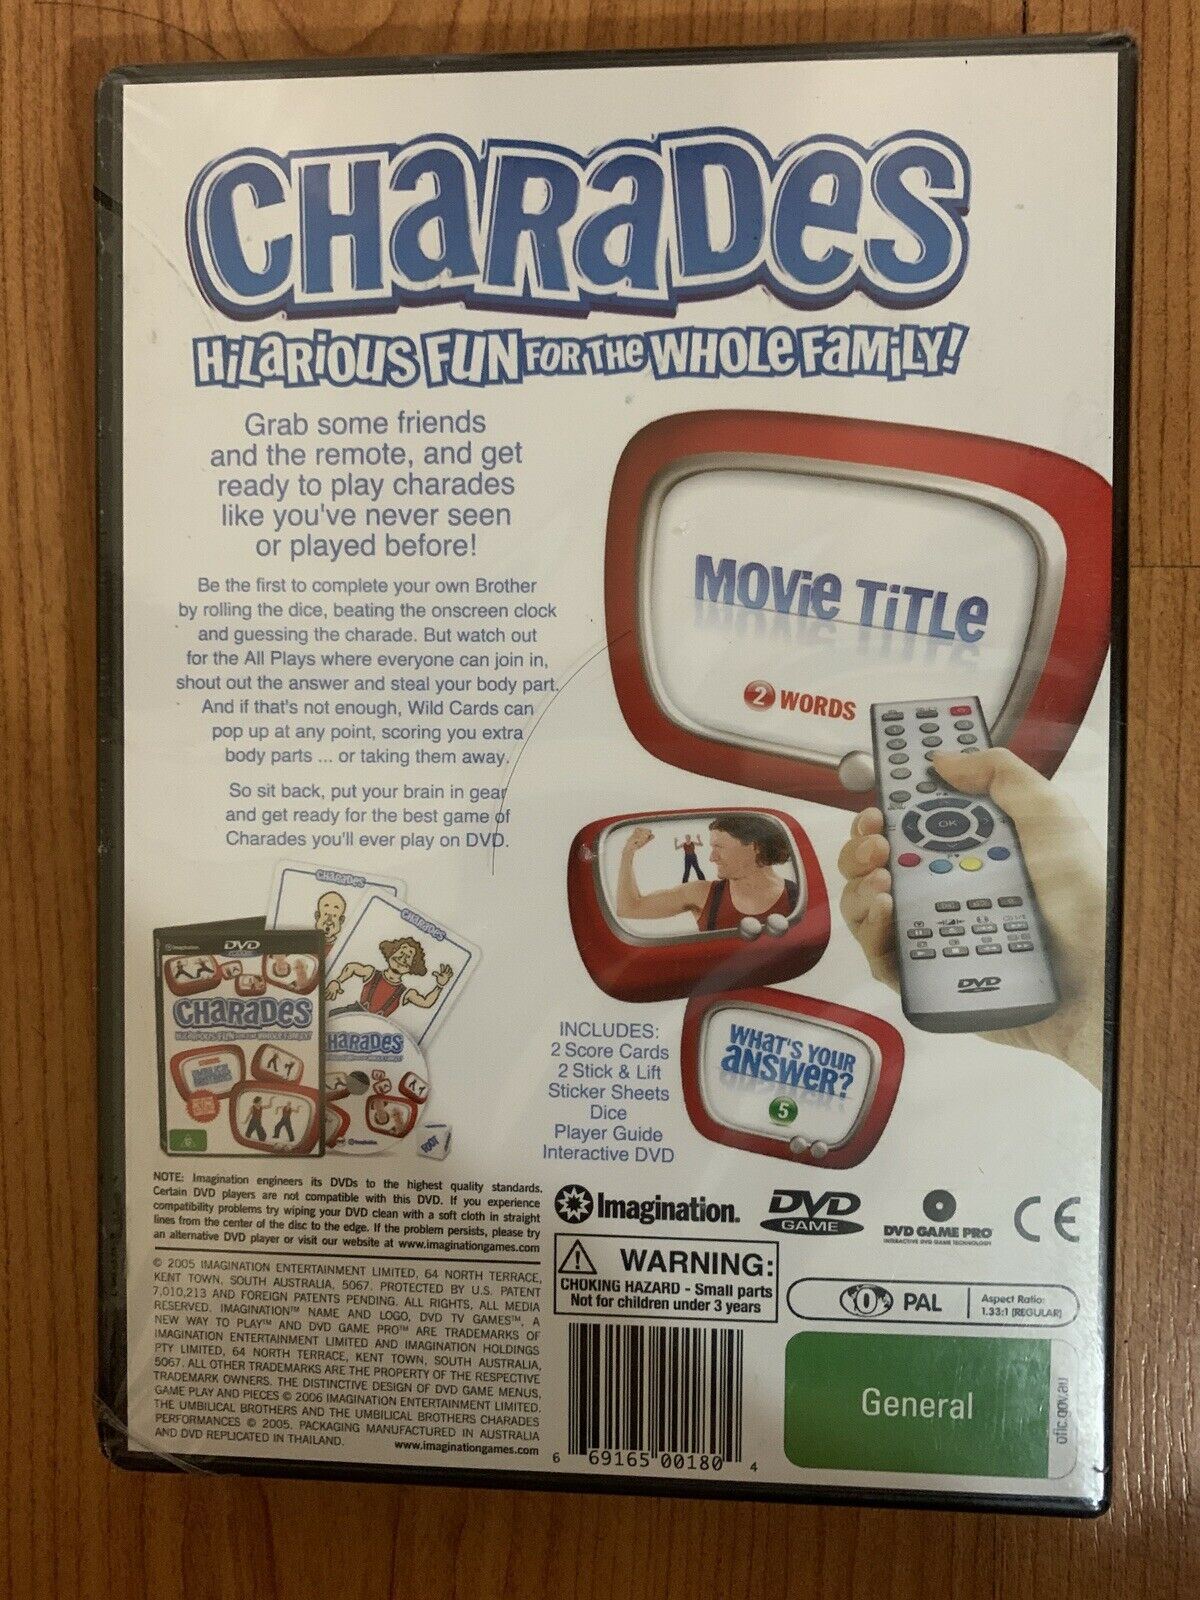 CHARADES
HILARIOUS FUN FOR THE WHOLE FAMILY!
Grab some friends
and the remote, and get
ready to play charades
like you've never seen
or played before!
Be the first to complete your own Brother
by rolling the dice, beating the onscreen clock
and guessing the charade. But watch out
for the All Plays where everyone can join in,
shout out the answer and steal your body part.
And if that's not enough, Wild Cards can
pop up at any point, scoring you extra
body parts ... or taking them away.
So sit back, put your brain in gear
and get ready for the best game of
Charades you'll ever play on DVD.
MOVIE TITLE
2 WORDS
OK
DVD
WHAT'S YOUR
ANSWER?
5
CHARADES
CHARADES
Imagination
DVD
CHARADES
HILARIOUS FUN FOR THE WHOLE FAMILY!
UMBILICAL
BROTHERS
G
CHARADES
Imagination
INCLUDES:
2 Score Cards
2 Stick & Lift
Sticker Sheets
Dice
Player Guide
Interactive DVD
NOTE: Imagination engineers its DVDs to the highest quality standards.
Certain DVD players are not compatible with this DVD. If you experience
compatibility problems try wiping your DVD clean with a soft cloth in straight
lines from the center of the disc to the edge. If the problem persists, please try
an alternative DVD player or visit our website at www.imaginationgames.com
© 2005 IMAGINATION ENTERTAINMENT LIMITED, 64 NORTH TERRACE,
KENT TOWN, SOUTH AUSTRALIA, 5067. PROTECTED BY U.S. PATENT
7,010,213 AND FOREIGN PATENTS PENDING. ALL RIGHTS, ALL MEDIA
RESERVED. IMAGINATION™ NAME AND LOGO, DVD TV GAMES™, A
NEW WAY TO PLAY™ AND DVD GAME PRO™ ARE TRADEMARKS OF
IMAGINATION ENTERTAINMENT LIMITED AND IMAGINATION HOLDINGS
PTY LIMITED, 64 NORTH TERRACE, KENT TOWN, SOUTH AUSTRALIA,
5067. ALL OTHER TRADEMARKS ARE THE PROPERTY OF THE RESPECTIVE
TRADEMARK OWNERS. THE DISTINCTIVE DESIGN OF DVD GAME MENUS,
GAME PLAY AND PIECES © 2006 IMAGINATION ENTERTAINMENT LIMITED.
THE UMBILICAL BROTHERS AND THE UMBILICAL BROTHERS CHARADES
PERFORMANCES © 2005. PACKAGING MANUFACTURED IN AUSTRALIA
AND DVD REPLICATED IN THAILAND.
www.imaginationgames.com
Imagination.
DVD
GAME
DVD GAME PRO
INTERACTIVE DVD GAME TECHNOLOGY
CE
WARNING:
CHOKING HAZARD - Small parts
Not for children under 3 years
0 PAL
Aspect Ratio:
1.33:1 [REGULAR]
6 69165 00180 4
General
oflc.gov.au